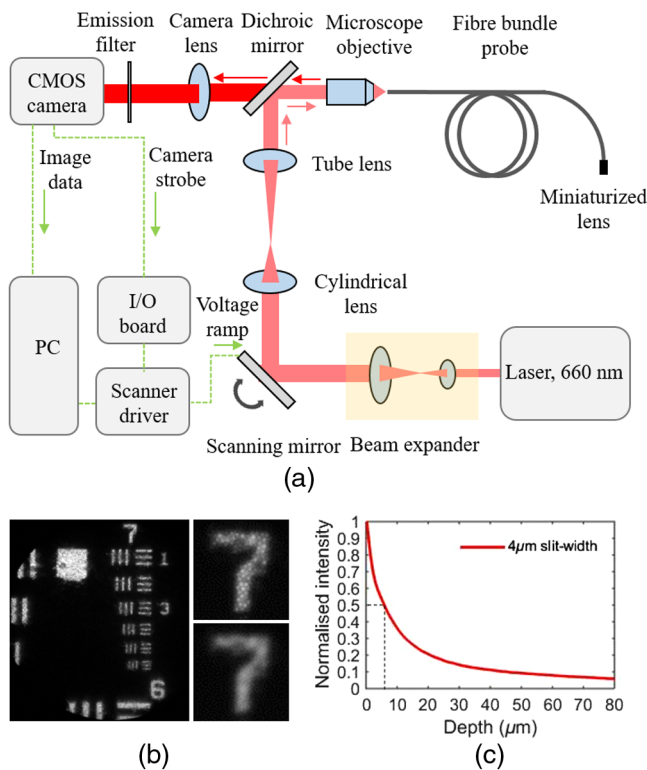 Emission
filter
Camera
lens
Dichroic
mirror
Microscope
objective
Fibre bundle
probe
CMOS
camera
Image
data
Camera
strobe
Tube lens
Miniaturized
lens
PC
I/O
board
Voltage
ramp
Cylindrical
lens
Scanner
driver
Laser, 660 nm
Scanning mirror
Beam expander
(a)
7
1
3
6
7
7
(b)
Normalised intensity
1
0.9
0.8
0.7
0.6
0.5
0.4
0.3
0.2
0.1
0
4μm slit-width
0 10 20 30 40 50 60 70 80
Depth (μm)
(c)